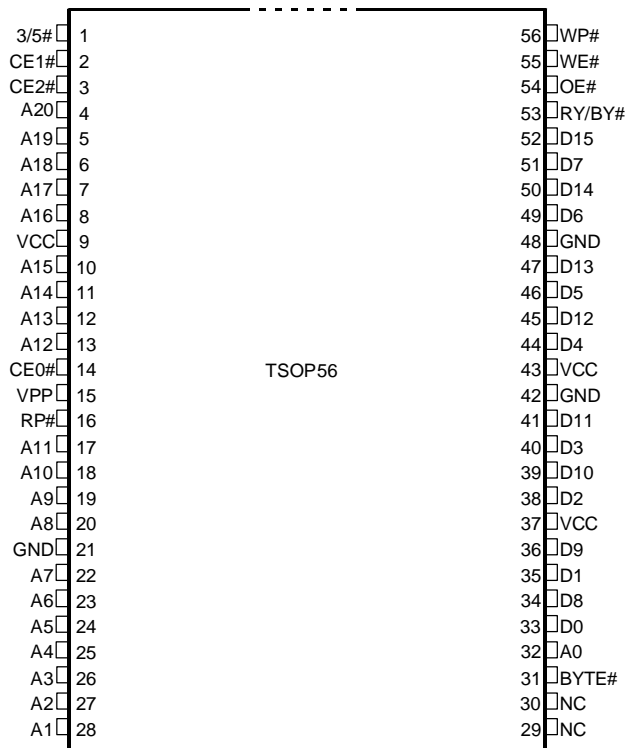 3/5# 1 56 WP#
CE1# 2 55 WE#
CE2# 3 54 OE#
A20 4 53 RY/BY#
A19 5 52 D15
A18 6 51 D7
A17 7 50 D14
A16 8 49 D6
VCC 9 48 GND
A15 10 47 D13
A14 11 46 D5
A13 12 45 D12
A12 13 44 D4
CE0# 14 TSOP56 43 VCC
VPP 15 42 GND
RP# 16 41 D11
A11 17 40 D3
A10 18 39 D10
A9 19 38 D2
A8 20 37 VCC
GND 21 36 D9
A7 22 35 D1
A6 23 34 D8
A5 24 33 D0
A4 25 32 A0
A3 26 31 BYTE#
A2 27 30 NC
A1 28 29 NC